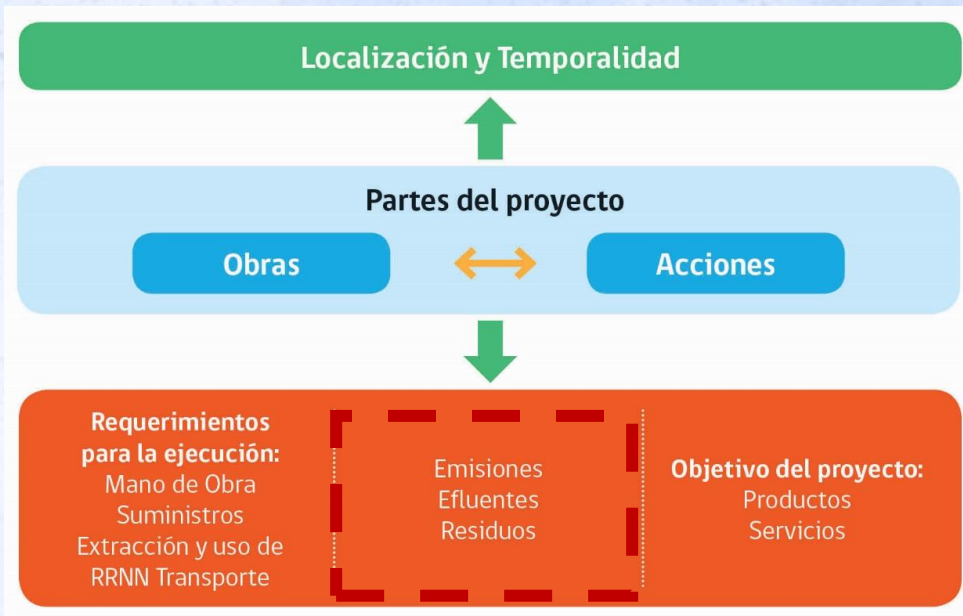 Localización y Temporalidad
Partes del proyecto
Obras
Acciones
Requerimientos
para la ejecución:
Mano de Obra
Suministros
Extracción y uso de
RRNN Transporte
Emisiones
Efluentes
Residuos
Objetivo del proyecto:
Productos
Servicios